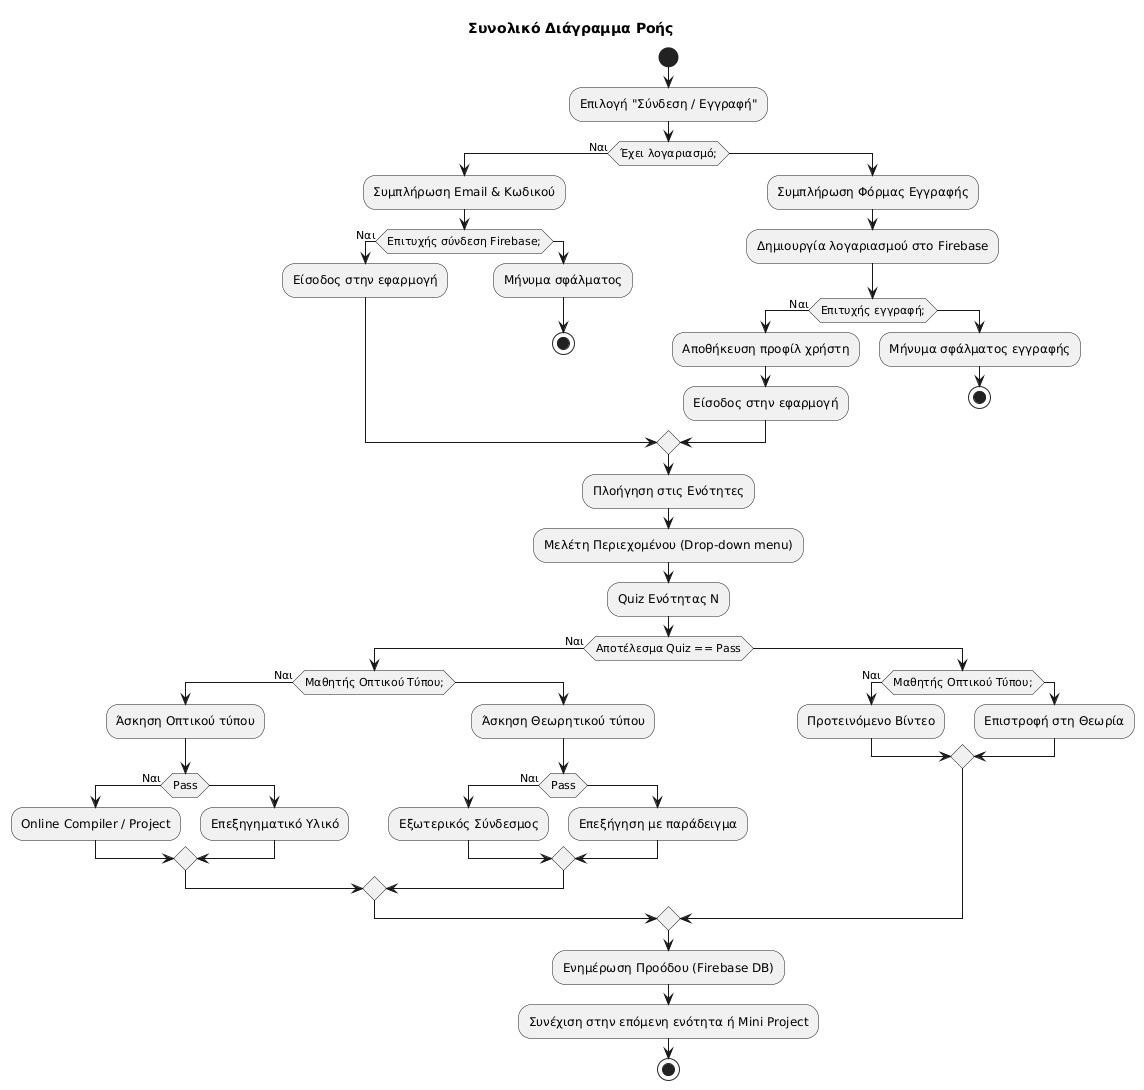 Συνολικό Διάγραμμα Ροής
Επιλογή "Σύνδεση / Εγγραφή"
Ναι
Έχει λογαριασμό;
Συμπλήρωση Email & Κωδικού
Συμπλήρωση Φόρμας Εγγραφής
Ναι
Επιτυχής σύνδεση Firebase;
Δημιουργία λογαριασμού στο Firebase
Είσοδος στην εφαρμογή
Μήνυμα σφάλματος
Ναι
Επιτυχής εγγραφή;
Αποθήκευση προφίλ χρήστη
Μήνυμα σφάλματος εγγραφής
Είσοδος στην εφαρμογή
Πλοήγηση στις Ενότητες
Μελέτη Περιεχομένου (Drop-down menu)
Quiz Ενότητας N
Ναι
Αποτέλεσμα Quiz == Pass
Ναι
Μαθητής Οπτικού Τύπου;
Ναι
Μαθητής Οπτικού Τύπου;
Άσκηση Οπτικού τύπου
Άσκηση Θεωρητικού τύπου
Προτεινόμενο Βίντεο
Επιστροφή στη Θεωρία
Ναι
Pass
Ναι
Pass
Online Compiler / Project
Επεξηγηματικό Υλικό
Εξωτερικός Σύνδεσμος
Επεξήγηση με παράδειγμα
Ενημέρωση Προόδου (Firebase DB)
Συνέχιση στην επόμενη ενότητα ή Mini Project